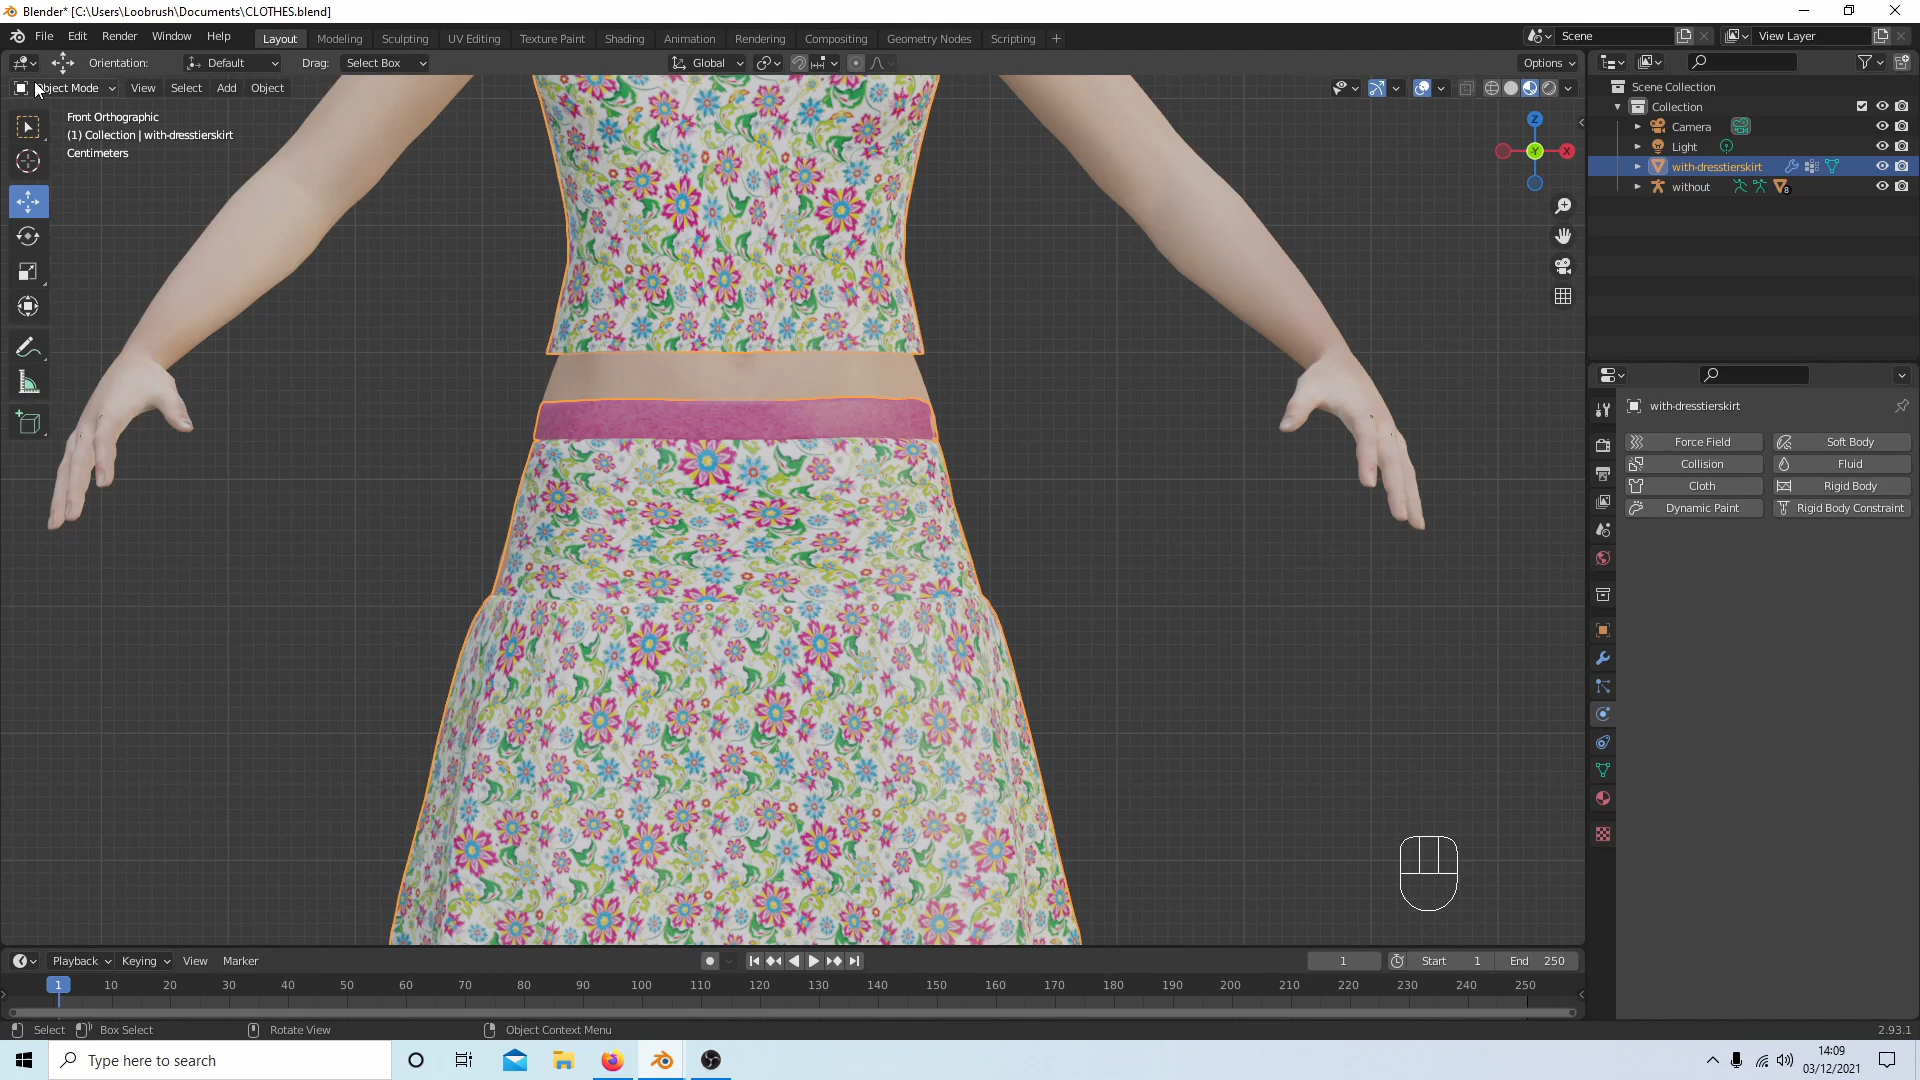 Blender* [C:\Users\Loobrush\Documents\CLOTHES.blend]
File Edit Render Window Help Layout Modeling Sculpting UV Editing Texture Paint Shading Animation Rendering Compositing Geometry Nodes Scripting + Scene View Layer
Orientation: Default Drag: Select Box Global Options
Object Mode View Select Add Object
Front Orthographic
(1) Collection | with-dresstierskirt
Centimeters
Z
-Y
X
Scene Collection
Collection
Camera
Light
with-dresstierskirt
without 8
with-dresstierskirt
Force Field Soft Body
Collision Fluid
Cloth Rigid Body
Dynamic Paint Rigid Body Constraint
Playback Keying View Marker 1 Start 1 End 250
1 10 20 30 40 50 60 70 80 90 100 110 120 130 140 150 160 170 180 190 200 210 220 230 240 250
Select Box Select Rotate View Object Context Menu 2.93.1
Type here to search
14:09
03/12/2021